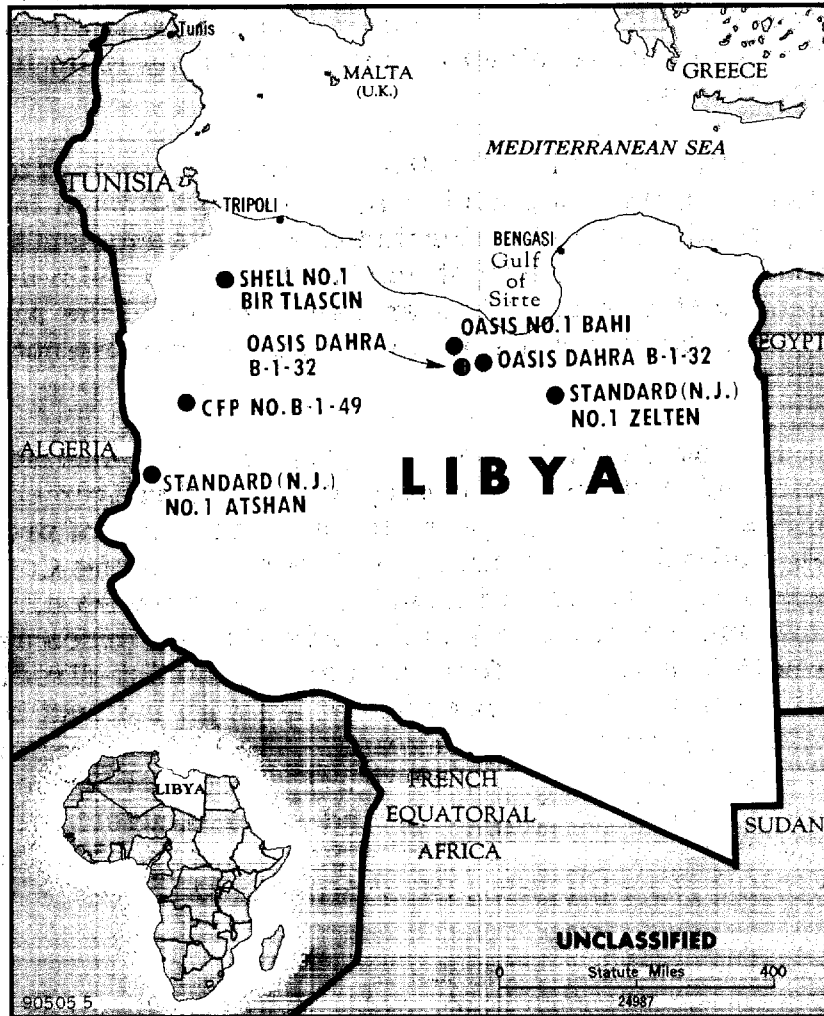 Tunis
MALTA
(U.K.)
GREECE
MEDITERRANEAN SEA
TUNISIA
TRIPOLI
BENGASI
Gulf
of
Sirte
SHELL NO.1
BIR TLASCIN
OASIS NO.1 BAHI
OASIS DAHRA
B-1-32
OASIS DAHRA B-1-32
EGYPT
CFP NO. B-1-49
STANDARD (N.J.)
NO.1 ZELTEN
ALGERIA
LIBYA
STANDARD (N.J.)
NO.1 ATSHAN
LIBYA
FRENCH
EQUATORIAL
AFRICA
SUDAN
UNCLASSIFIED
0 Statute Miles 400
24987
90505 5